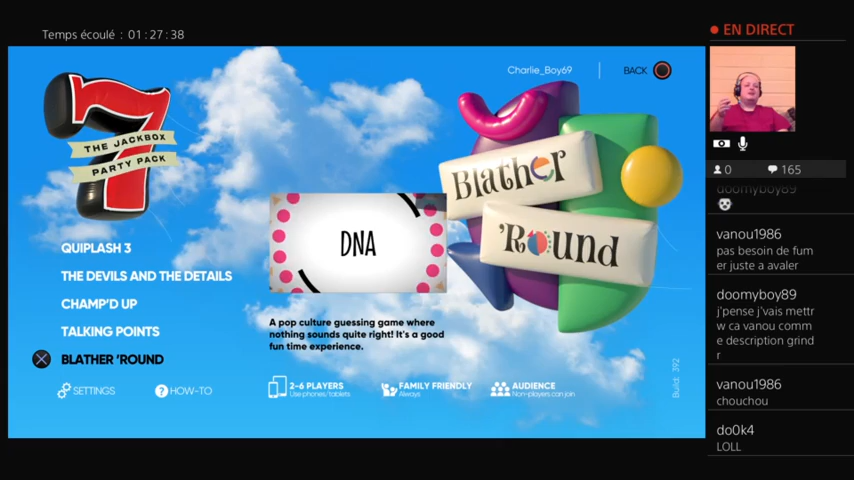 Temps écoulé : 01:27:38
EN DIRECT
Charlie_Boy69
BACK
7
THE JACKBOX
PARTY PACK
Blather
'Round
DNA
QUIPLASH 3
THE DEVILS AND THE DETAILS
CHAMP'D UP
TALKING POINTS
BLATHER 'ROUND
A pop culture guessing game where
nothing sounds quite right! It's a good
fun time experience.
SETTINGS
HOW-TO
2-6 PLAYERS
Use phones/tablets
FAMILY FRIENDLY
Always
AUDIENCE
Non-players can join.
Build: 392
0
165
doomyboy89
vanou1986
pas besoin de fum
er juste a avaler
doomyboy89
j'pense j'vais mettr
w ca vanou comm
e description grind
r
vanou1986
chouchou
do0k4
LOLL